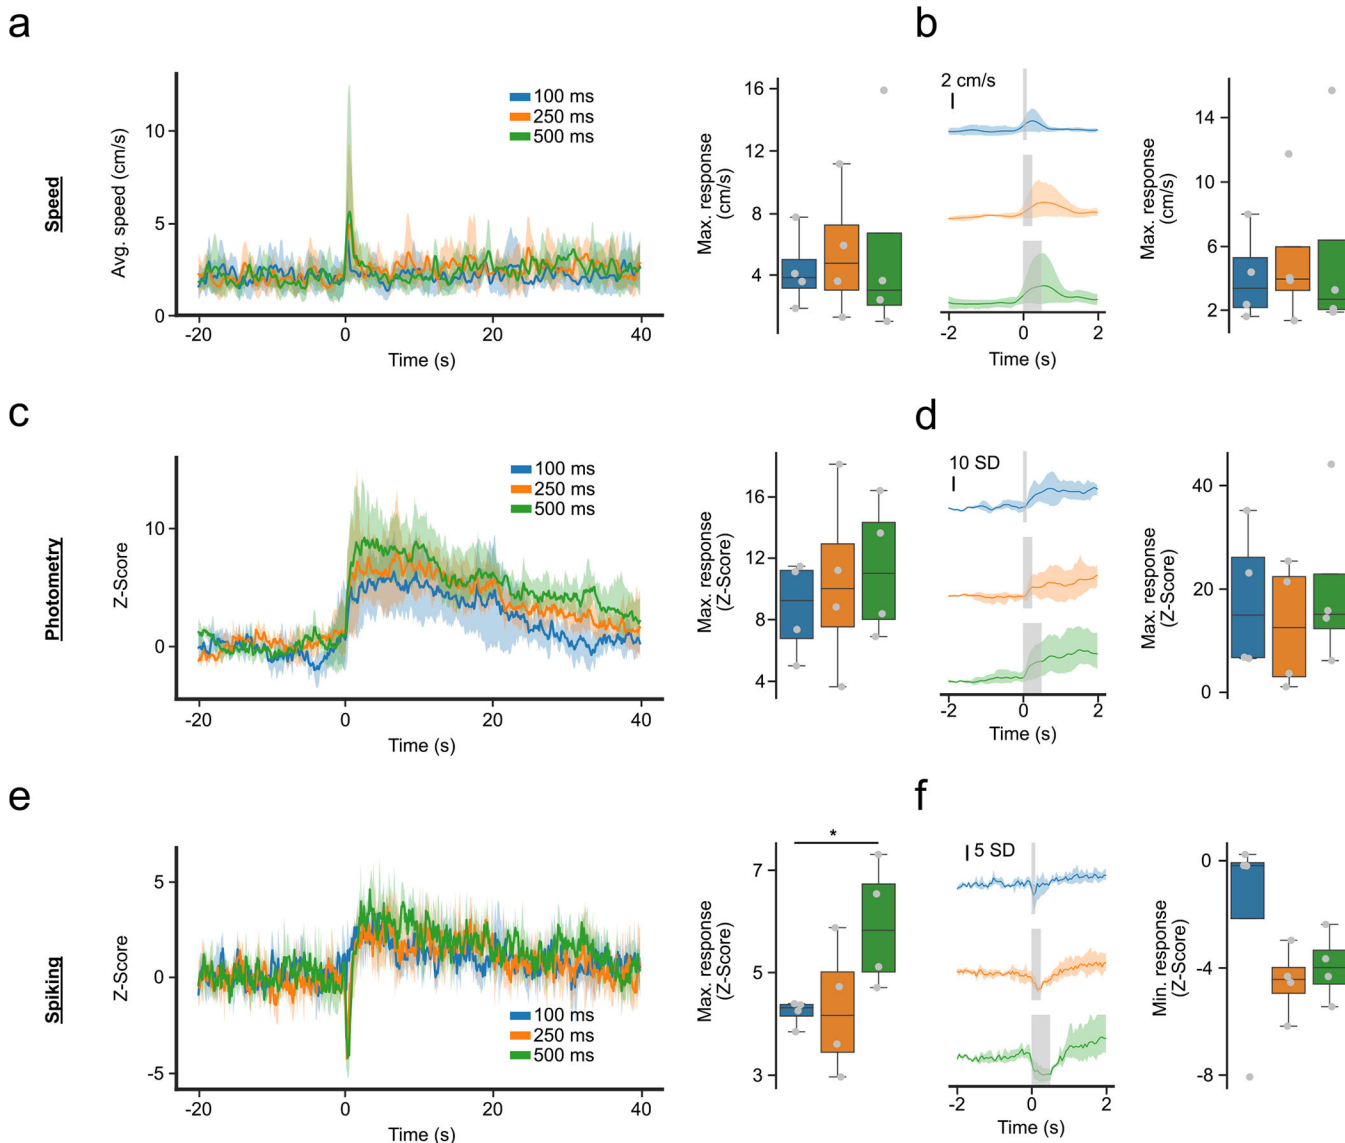 a
Speed
Avg. speed (cm/s)
10
5
0
-20
0
20
40
Time (s)
100 ms
250 ms
500 ms
Max. response
(cm/s)
16
12
8
4
b
2 cm/s
-2
0
2
Time (s)
Max. response
(cm/s)
14
10
6
2
c
Photometry
Z-Score
10
0
-20
0
20
40
Time (s)
100 ms
250 ms
500 ms
Max. response
(Z-Score)
16
12
8
4
d
10 SD
-2
0
2
Time (s)
Max. response
(Z-Score)
40
20
0
e
Spiking
Z-Score
5
0
-5
-20
0
20
40
Time (s)
100 ms
250 ms
500 ms
Max. response
(Z-Score)
7
5
3
*
f
5 SD
-2
0
2
Time (s)
Min. response
(Z-Score)
0
-4
-8